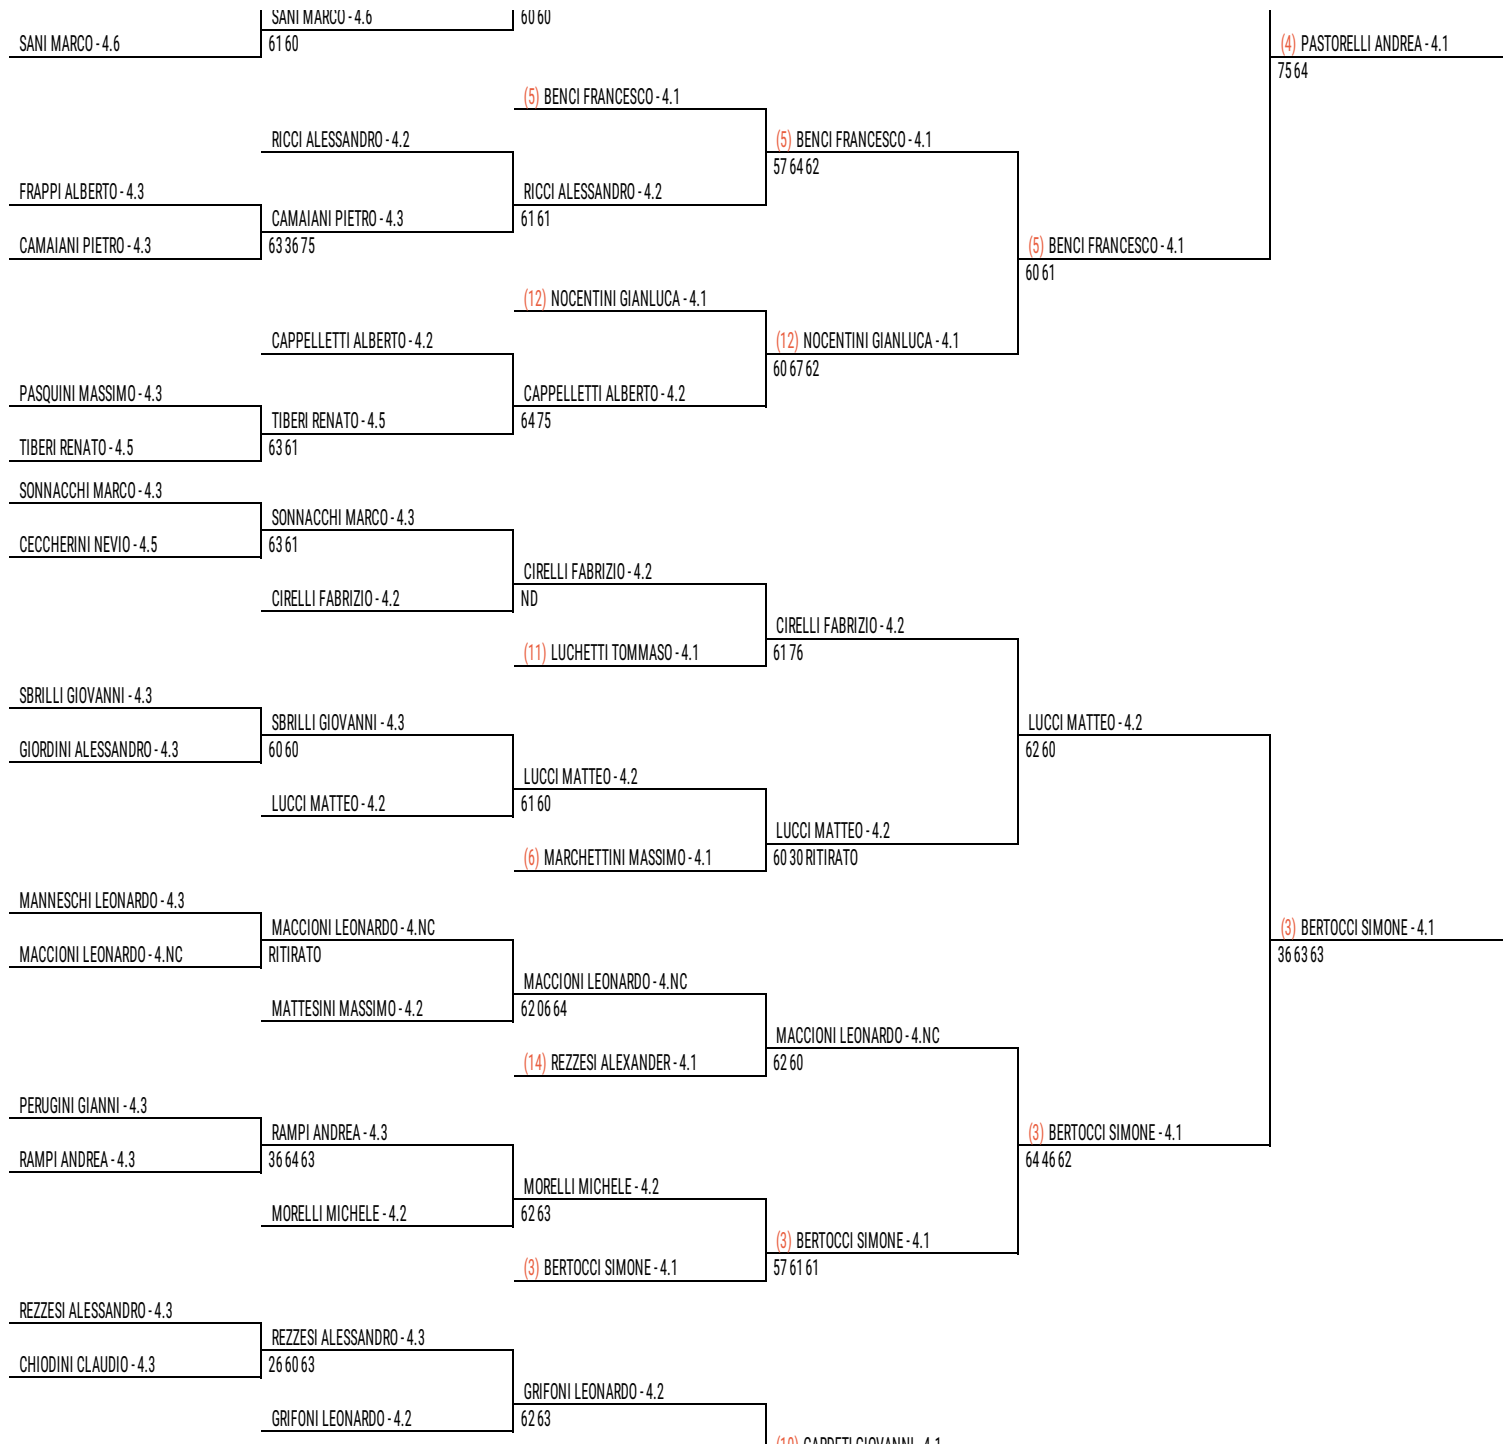 SANI MARCO - 4.6
60 60
SANI MARCO - 4.6
61 60
(4) PASTORELLI ANDREA - 4.1
75 64
(5) BENCI FRANCESCO - 4.1
RICCI ALESSANDRO - 4.2
(5) BENCI FRANCESCO - 4.1
57 64 62
FRAPPI ALBERTO - 4.3
RICCI ALESSANDRO - 4.2
CAMAIANI PIETRO - 4.3
61 61
CAMAIANI PIETRO - 4.3
63 36 75
(5) BENCI FRANCESCO - 4.1
60 61
(12) NOCENTINI GIANLUCA - 4.1
CAPPELLETTI ALBERTO - 4.2
(12) NOCENTINI GIANLUCA - 4.1
60 67 62
PASQUINI MASSIMO - 4.3
CAPPELLETTI ALBERTO - 4.2
TIBERI RENATO - 4.5
64 75
TIBERI RENATO - 4.5
63 61
SONNACCHI MARCO - 4.3
SONNACCHI MARCO - 4.3
CECCHERINI NEVIO - 4.5
63 61
CIRELLI FABRIZIO - 4.2
CIRELLI FABRIZIO - 4.2
ND
CIRELLI FABRIZIO - 4.2
(11) LUCHETTI TOMMASO - 4.1
61 76
SBRILLI GIOVANNI - 4.3
SBRILLI GIOVANNI - 4.3
LUCCI MATTEO - 4.2
GIORDINI ALESSANDRO - 4.3
60 60
62 60
LUCCI MATTEO - 4.2
LUCCI MATTEO - 4.2
61 60
LUCCI MATTEO - 4.2
(6) MARCHETTINI MASSIMO - 4.1
60 30 RITIRATO
MANNESCHI LEONARDO - 4.3
MACCIONI LEONARDO - 4.NC
(3) BERTOCCI SIMONE - 4.1
MACCIONI LEONARDO - 4.NC
RITIRATO
36 63 63
MACCIONI LEONARDO - 4.NC
MATTESINI MASSIMO - 4.2
62 06 64
MACCIONI LEONARDO - 4.NC
(14) REZZESI ALEXANDER - 4.1
62 60
PERUGINI GIANNI - 4.3
RAMPI ANDREA - 4.3
(3) BERTOCCI SIMONE - 4.1
RAMPI ANDREA - 4.3
36 64 63
64 46 62
MORELLI MICHELE - 4.2
MORELLI MICHELE - 4.2
62 63
(3) BERTOCCI SIMONE - 4.1
(3) BERTOCCI SIMONE - 4.1
57 61 61
REZZESI ALESSANDRO - 4.3
REZZESI ALESSANDRO - 4.3
CHIODINI CLAUDIO - 4.3
26 60 63
GRIFONI LEONARDO - 4.2
GRIFONI LEONARDO - 4.2
62 63